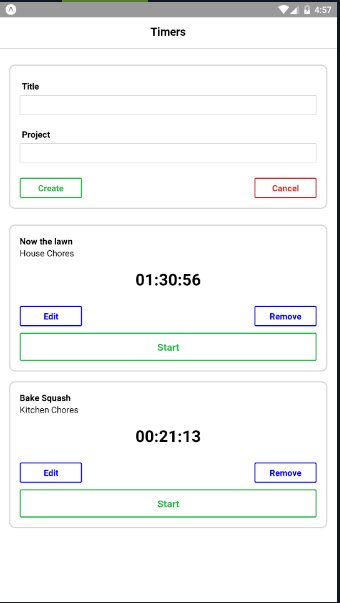 4:57
Timers
Title
Project
Create Cancel
Now the lawn
House Chores
01:30:56
Edit Remove
Start
Bake Squash
Kitchen Chores
00:21:13
Edit Remove
Start